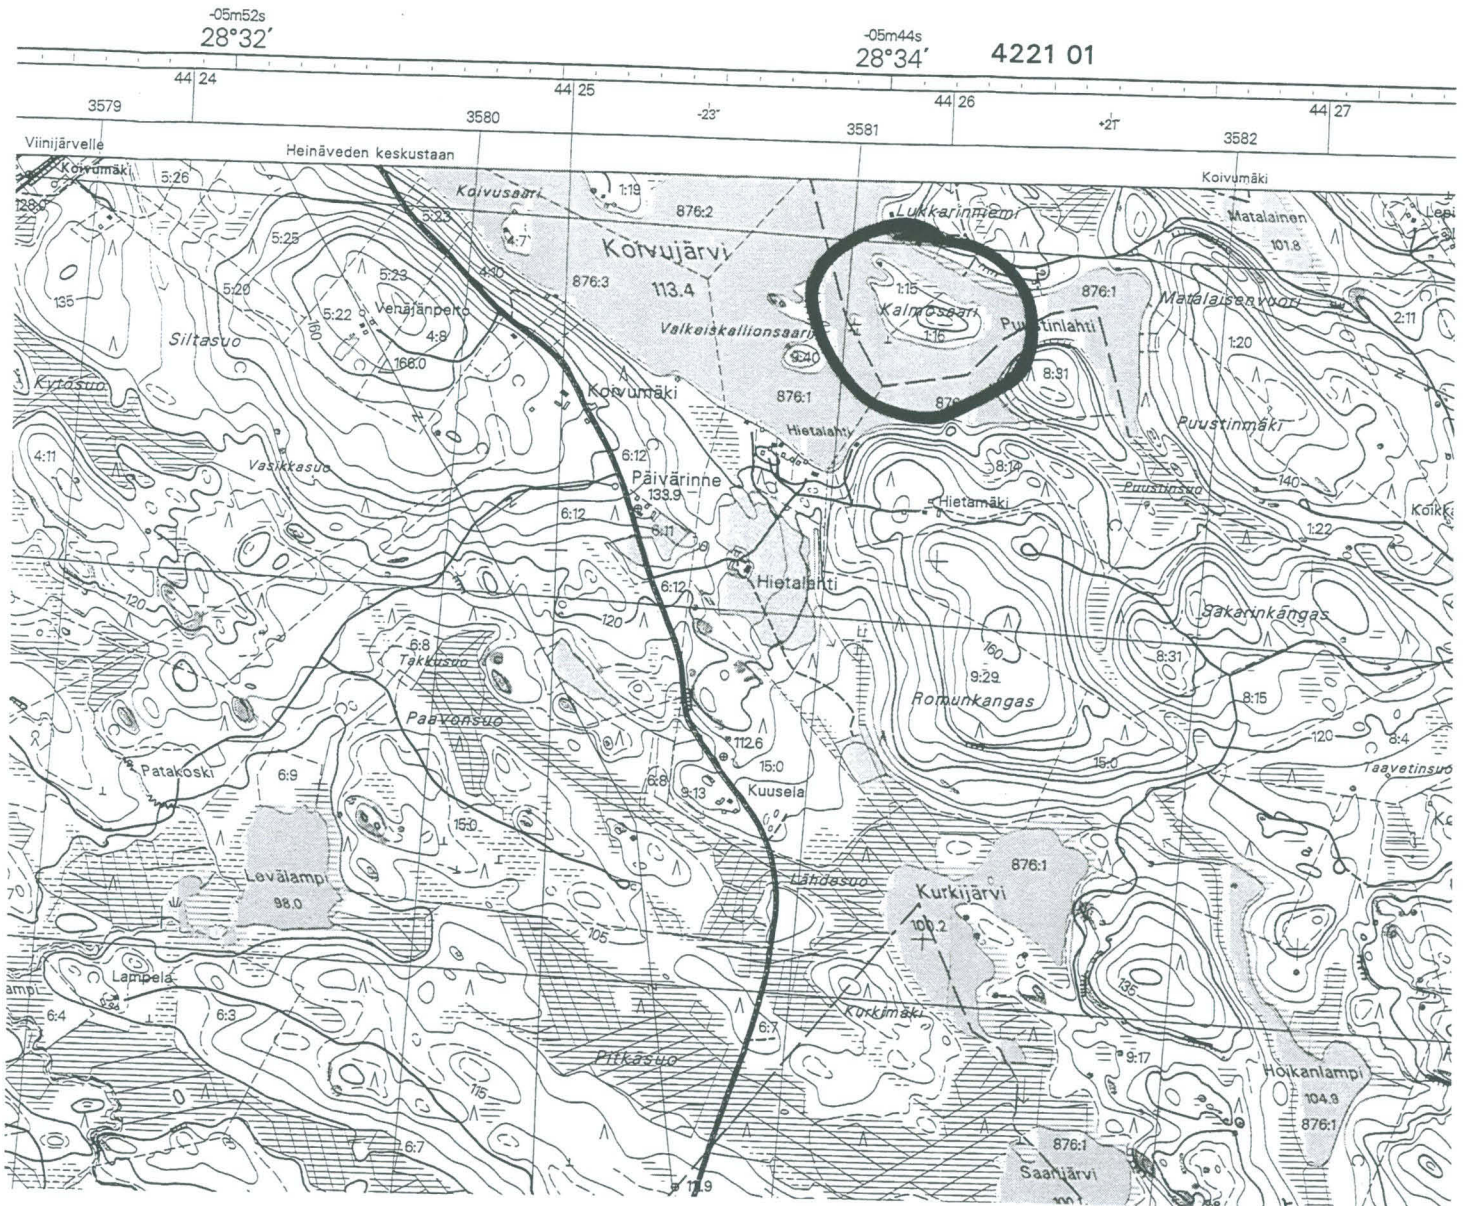 -05m52s
28°32′
-05m44s
28°34′
4221 01
44 24
44 25
44 26
44 27
3579
3580
-23″
3581
+21″
3582
Viinijärvelle
Heinäveden keskustaan
Koivumäki
Koivumäki
5:26
Koivusaari
1:19
876:2
Lukkarinniemi
Matalainen
101.8
5:23
4:7
5:25
Koivujärvi
113.4
876:3
4:10
135
5:20
5:23
5:22
Venäjänpelto
4:8
160
166.0
1:15
Kalmosaari
1:16
876:1
Matalaisenvuori
2:11
Siltasuo
Valkeiskallionsaari
9:40
Puustinlahti
1:20
Kytösuo
Koivumäki
876:1
8:31
Hietalahti
Puustinmäki
4:11
Vasikkasuo
6:12
Päivärinne
133.9
8:14
Hietamäki
Puustinsuo
140
1:22
6:12
6:11
6:12
Hietalahti
120
120
Sakarinkangas
6:8
Takkusuo
160
9:29
Romunkangas
8:31
8:15
Paavonsuo
112.6
15:0
15:0
120
8:4
Taavetinsuo
Patakoski
6:9
6:8
9:13
Kuusela
15:0
Levälampi
98.0
Lähdesuo
876:1
Kurkijärvi
100.2
105
Lampela
135
6:4
6:3
Kurkimäki
6:7
Pitkäsuo
9:17
Hoikanlampi
104.9
876:1
115
6:7
876:1
Saarijärvi